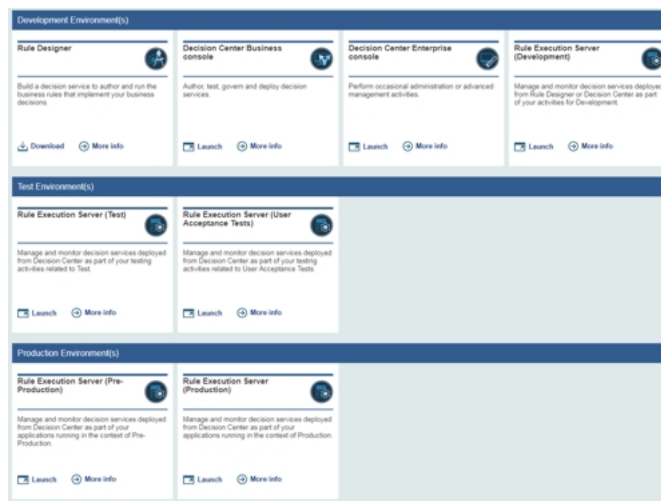 Development Environment(s)
Rule Designer
Build a decision service to author and run the
business rules that implement your business
decisions.
Download More info
Decision Center Business
console
Author, test, govern and deploy decision
services.
Launch More info
Decision Center Enterprise
console
Perform occasional administration or advanced
management activities.
Launch More info
Rule Execution Server
(Development)
Manage and monitor decision services deployed
from Rule Designer or Decision Center as part
of your activities for Development.
Launch More info
Test Environment(s)
Rule Execution Server (Test)
Manage and monitor decision services deployed
from Decision Center as part of your testing
activities related to Test.
Launch More info
Rule Execution Server (User
Acceptance Tests)
Manage and monitor decision services deployed
from Decision Center as part of your testing
activities related to User Acceptance Tests.
Launch More info
Production Environment(s)
Rule Execution Server (Pre-
Production)
Manage and monitor decision services deployed
from Decision Center as part of your
applications running in the context of Pre-
Production.
Launch More info
Rule Execution Server
(Production)
Manage and monitor decision services deployed
from Decision Center as part of your
applications running in the context of Production.
Launch More info